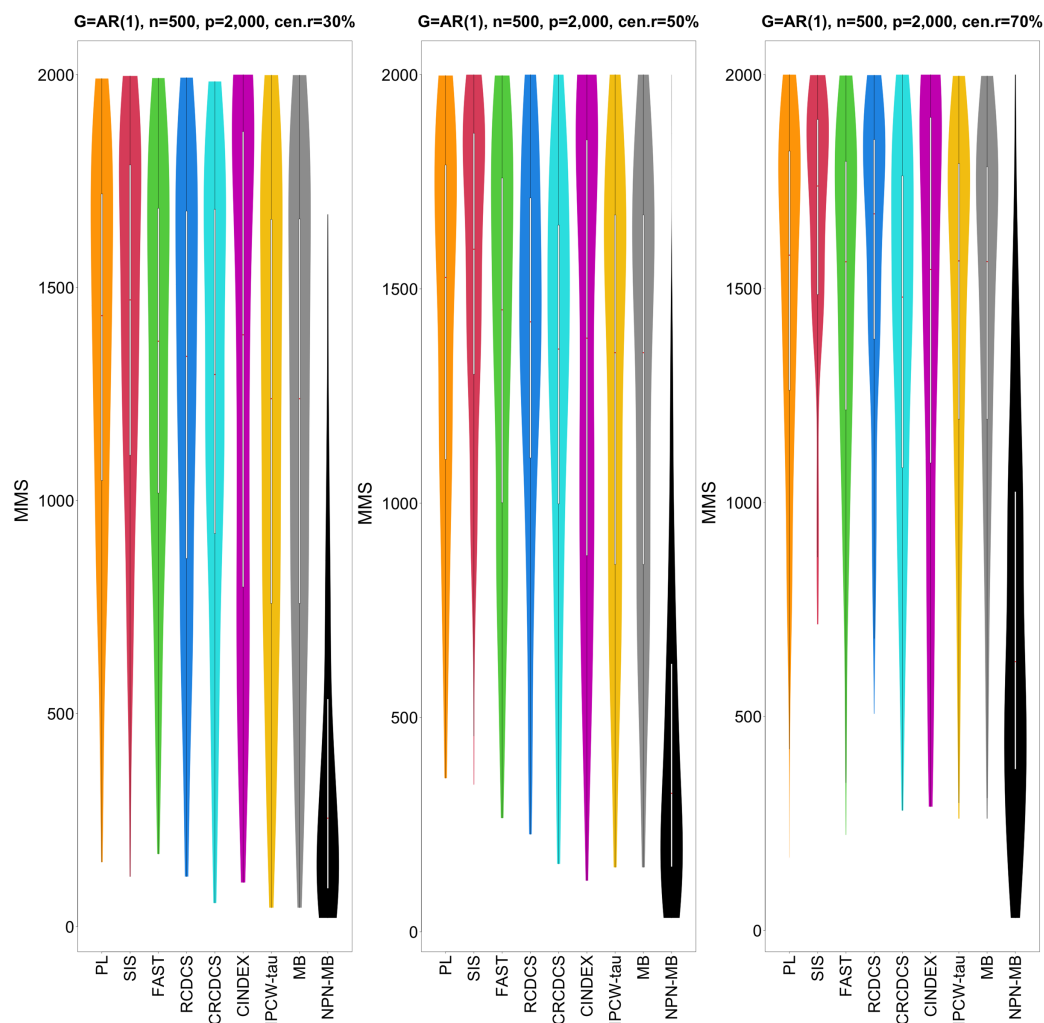 G=AR(1), n=500, p=2,000, cen.r=30%
MMS
2000
1500
1000
500
0
PL
SIS
FAST
RCDCS
CRCDCS
CINDEX
IPCW-tau
MB
NPN-MB
G=AR(1), n=500, p=2,000, cen.r=50%
MMS
2000
1500
1000
500
0
PL
SIS
FAST
RCDCS
CRCDCS
CINDEX
IPCW-tau
MB
NPN-MB
G=AR(1), n=500, p=2,000, cen.r=70%
MMS
2000
1500
1000
500
0
PL
SIS
FAST
RCDCS
CRCDCS
CINDEX
IPCW-tau
MB
NPN-MB